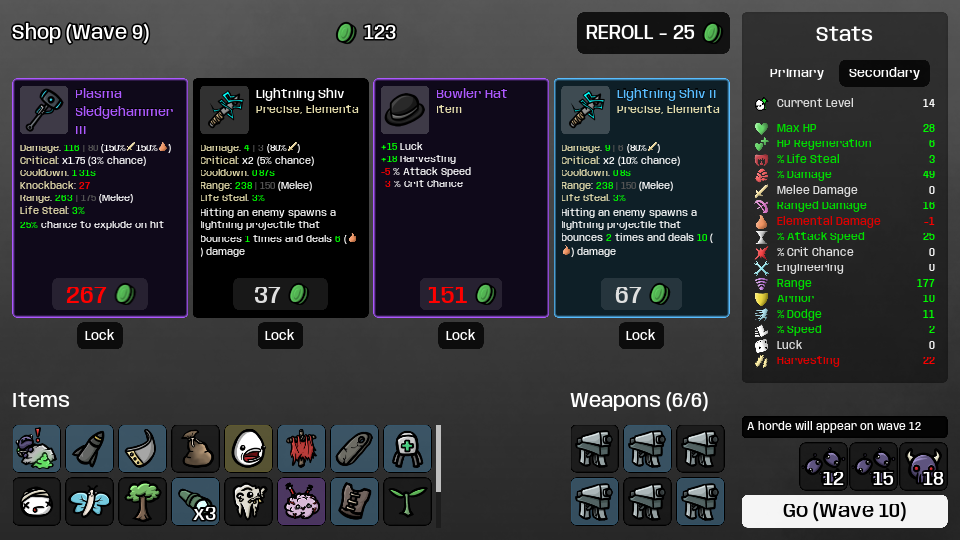 Shop (Wave 9)
123
REROLL - 25
Plasma
Sledgehammer
III
Damage: 116 | 80 (150% 150% )
Critical: x1.75 (3% chance)
Cooldown: 1.31s
Knockback: 27
Range: 263 | 175 (Melee)
Life Steal: 3%
25% chance to explode on hit
267
Lock
Lightning Shiv
Precise, Elementa
Damage: 4 | 3 (80% )
Critical: x2 (5% chance)
Cooldown: 0.87s
Range: 238 | 150 (Melee)
Life Steal: 3%
Hitting an enemy spawns a
lightning projectile that
bounces 1 times and deals 6 (
) damage
37
Lock
Bowler Hat
Item
+15 Luck
+18 Harvesting
-5 % Attack Speed
-3 % Crit Chance
151
Lock
Lightning Shiv II
Precise, Elementa
Damage: 9 | 6 (80% )
Critical: x2 (10% chance)
Cooldown: 0.8s
Range: 238 | 150 (Melee)
Life Steal: 3%
Hitting an enemy spawns a
lightning projectile that
bounces 2 times and deals 10 (
) damage
67
Lock
Stats
Primary Secondary
Current Level 14
Max HP 28
HP Regeneration 6
% Life Steal 3
% Damage 49
Melee Damage 0
Ranged Damage 16
Elemental Damage -1
% Attack Speed 25
% Crit Chance 0
Engineering 0
Range 177
Armor 10
% Dodge 11
% Speed 2
Luck 0
Harvesting 22
Items
x3
Weapons (6/6)
A horde will appear on wave 12
12 15 18
Go (Wave 10)